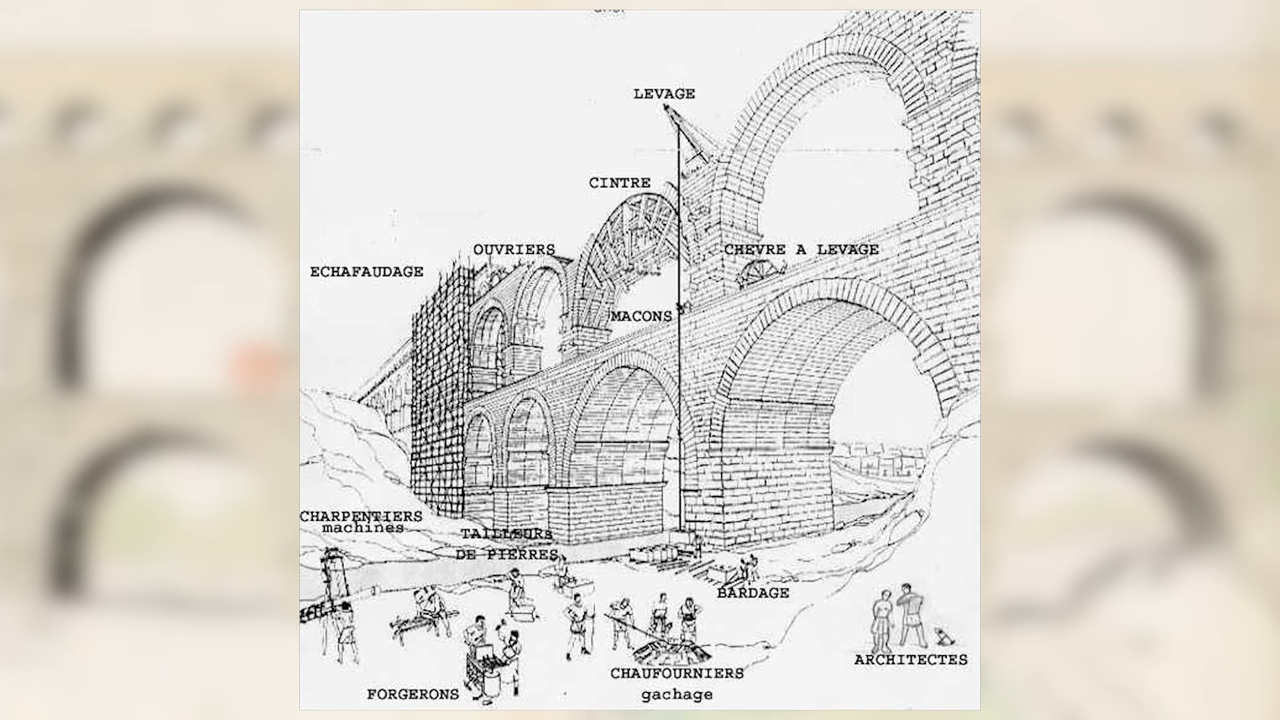 LEVAGE
CINTRE
OUVRIERS
CHEVRE A LEVAGE
ECHAFAUDAGE
MACONS
CHARPENTIERS
machines
TAILLEURS
DE PIERRES
BARDAGE
ARCHITECTES
CHAUFOURNIERS
gachage
FORGERONS